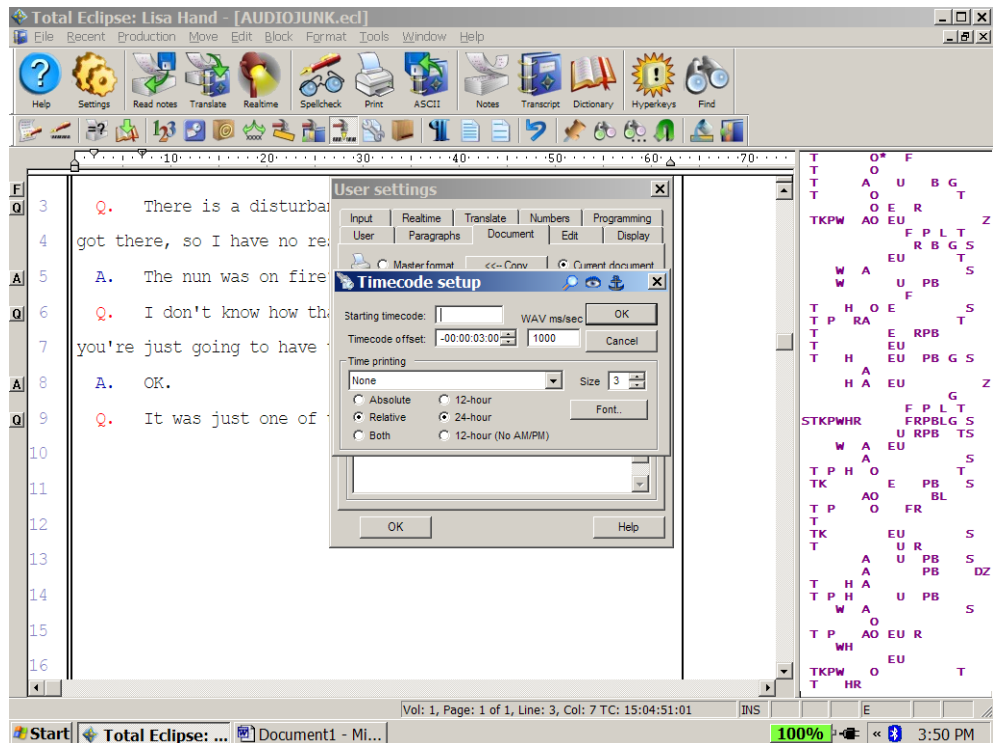 Total Eclipse: Lisa Hand - [AUDIOJUNK.ecl]
File Recent Production Move Edit Block Format Tools Window Help
Help Settings Read notes Translate Realtime Spellcheck Print ASCII Notes Transcript Dictionary Hyperkeys Find
10 20 30 40 50 60 70
F
Q 3 Q. There is a disturba
4 got there, so I have no re
A 5 A. The nun was on fire
Q 6 Q. I don't know how tha
7 you're just going to have
A 8 A. OK.
Q 9 Q. It was just one of
10
11
12
13
14
15
16
User settings
Input Realtime Translate Numbers Programming
User Paragraphs Document Edit Display
Master format <<-- Copy Current document
Timecode setup
Starting timecode: WAV ms/sec OK
Timecode offset: -00:00:03:00 1000 Cancel
Time printing
None Size 3
Absolute 12-hour Font..
Relative 24-hour
Both 12-hour (No AM/PM)
OK Help
T O* F
T O
T A U B G
T O T
O E R
TKPW AO EU Z
F P L T
R B G S
EU T
W A S
W U PB
F
T H O E S
T P RA T
T E RPB
T EU
T H EU PB G S
A
H A EU Z
G
F P L T
STKPWHR FRPBLG S
U RPB TS
W A EU
A S
T P H O T
TK E PB S
AO BL
T P O FR
T
TK EU S
T U R
A U PB S
A PB DZ
T H A
T P H U PB
W A S
O
T P AO EU R
WH
EU
TKPW O T
T HR
Vol: 1, Page: 1 of 1, Line: 3, Col: 7 TC: 15:04:51:01 INS E
Start Total Eclipse: ... Document1 - Mi... 100% « 3:50 PM